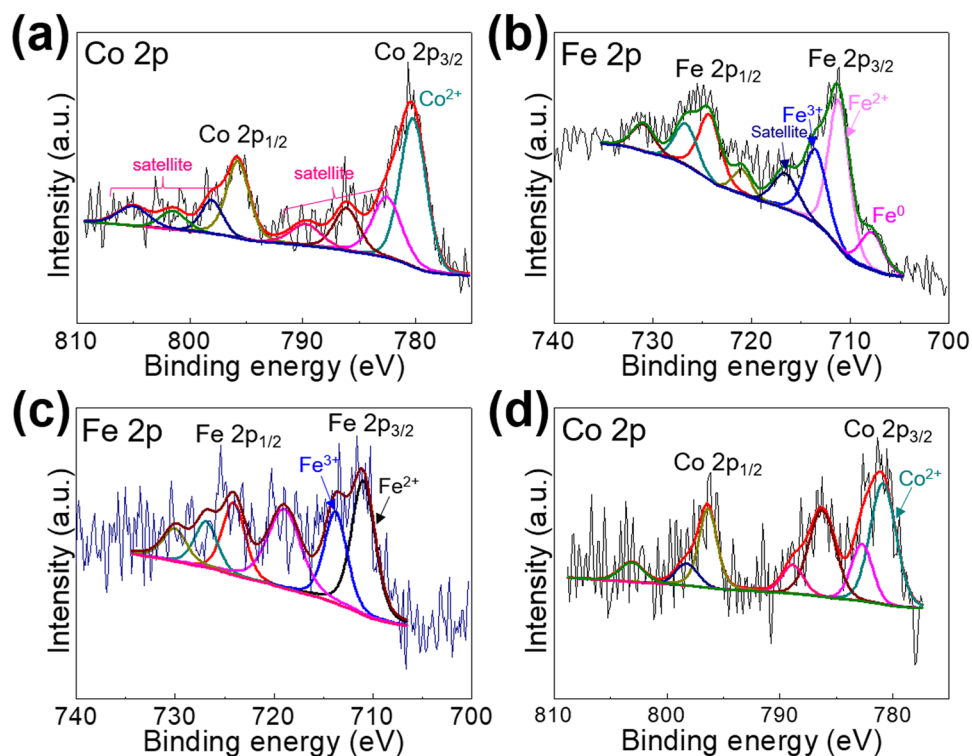 (a)
Co 2p
Co 2p3/2
Co2+
Co 2p1/2
satellite
satellite
Intensity (a.u.)
810 800 790 780
Binding energy (eV)
(b)
Fe 2p
Fe 2p1/2
Fe 2p3/2
Fe3+
Fe2+
Satellite
Fe0
Intensity (a.u.)
740 730 720 710 700
Binding energy (eV)
(c)
Fe 2p
Fe 2p1/2
Fe 2p3/2
Fe3+
Fe2+
Intensity (a.u.)
740 730 720 710 700
Binding energy (eV)
(d)
Co 2p
Co 2p3/2
Co 2p1/2
Co2+
Intensity (a.u.)
810 800 790 780
Binding energy (eV)